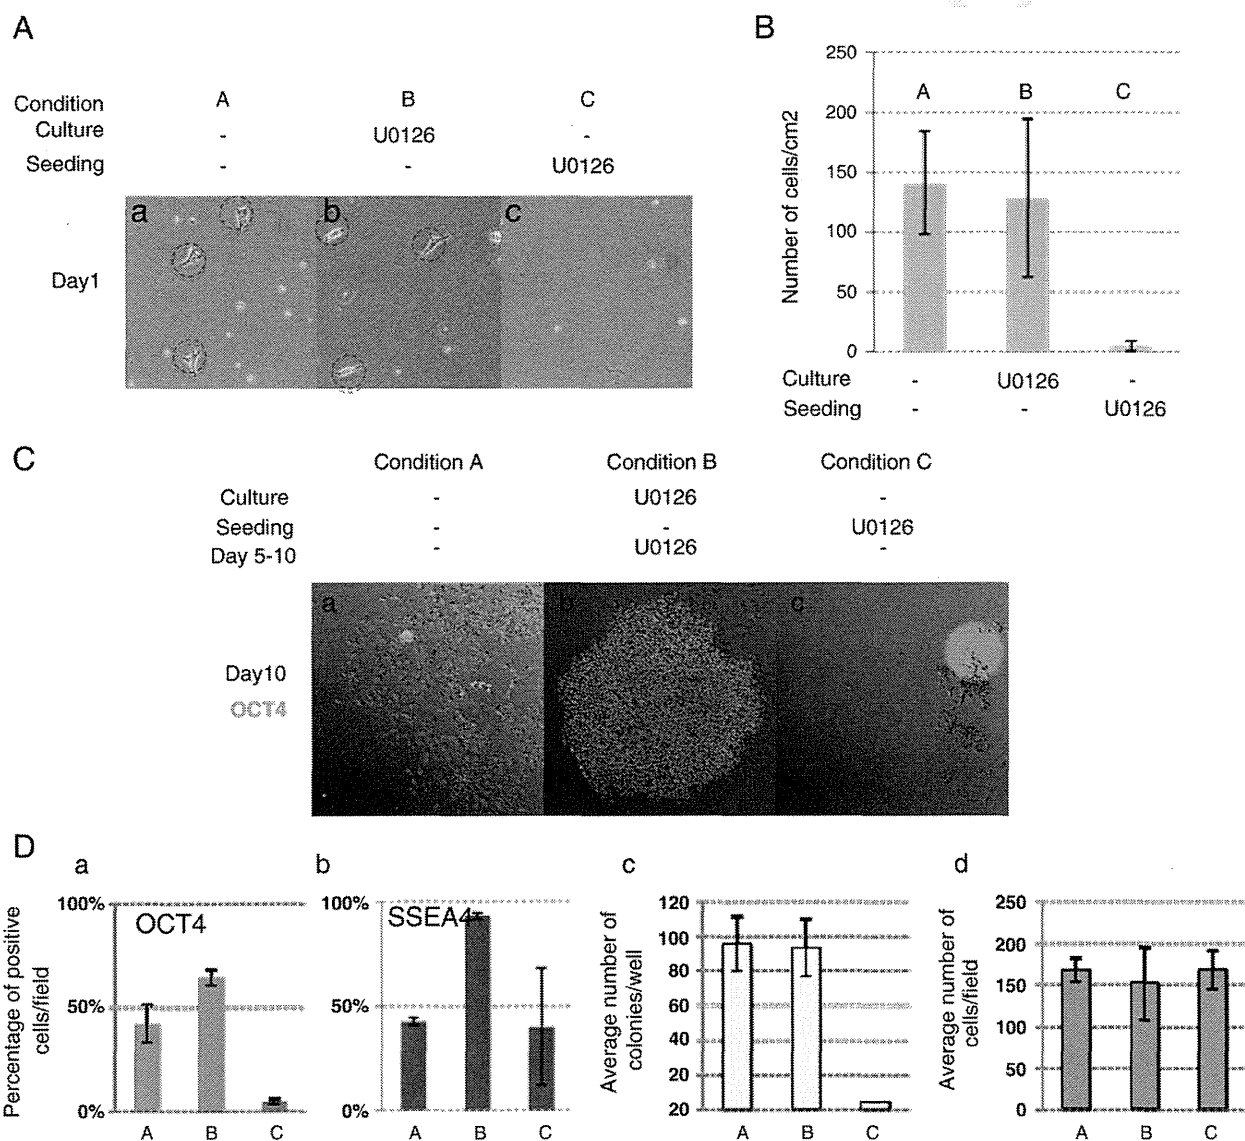 A
Condition A B C
Culture - U0126 -
Seeding - - U0126
a b c
Day1
B
Number of cells/cm2
250
200
150
100
50
0
A B C
Culture - U0126 -
Seeding - - U0126
C
Condition A Condition B Condition C
Culture - U0126 -
Seeding - - U0126
Day 5-10 - U0126 -
a b c
Day10
OCT4
D
a
Percentage of positive
cells/field
100%
50%
0%
OCT4
A B C
b
100%
50%
0%
SSEA4
A B C
c
Average number of
colonies/well
120
100
80
60
40
20
20
A B C
d
Average number of
cells/field
250
200
150
100
50
0
A B C